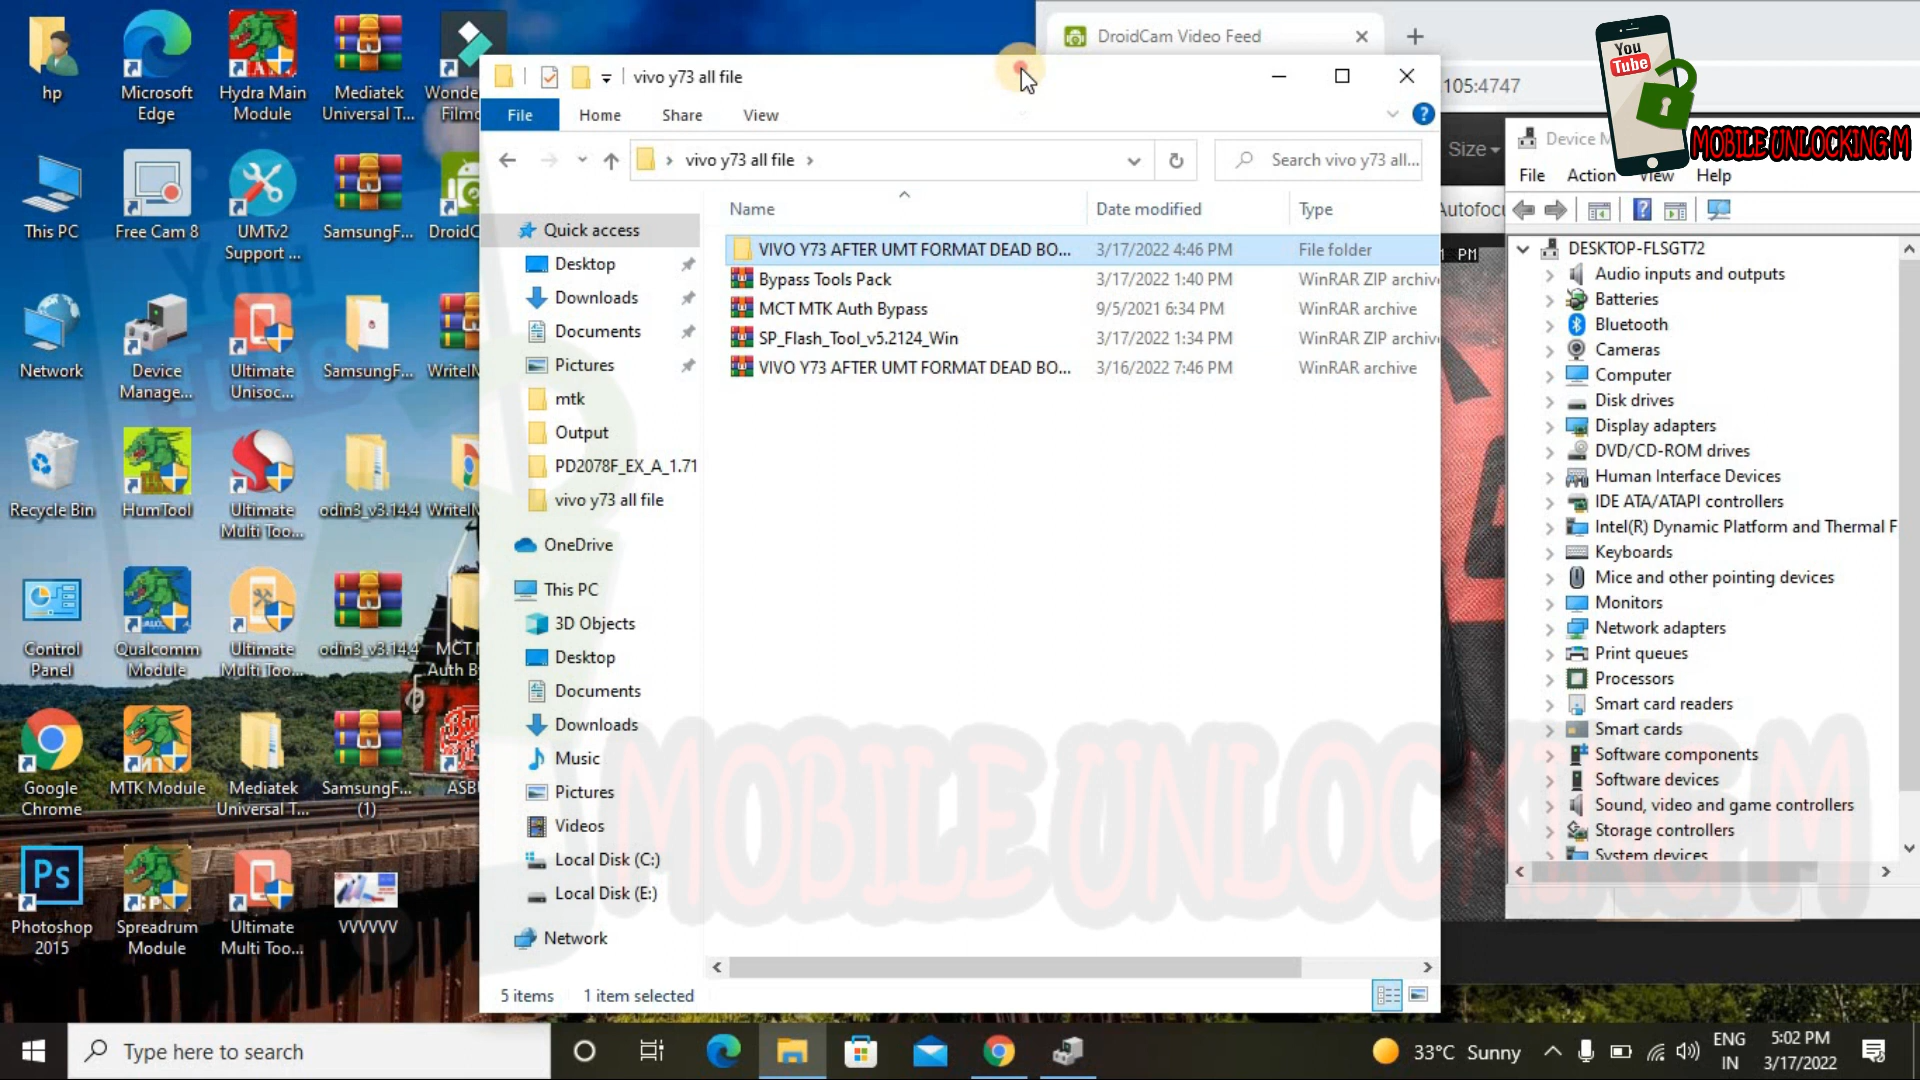 hp
Microsoft
Edge
Hydra Main
Module
Mediatek
Universal T...
This PC
Free Cam 8
UMTv2
Support ...
SamsungF...
Network
Device
Manage...
Ultimate
Unisoc...
SamsungF...
Recycle Bin
HumTool
Ultimate
Multi Too...
odin3_v3.14.4
Control
Panel
Qualcomm
Module
Ultimate
Multi Too...
odin3_v3.14.4
Google
Chrome
MTK Module
Mediatek
Universal T...
SamsungF...
(1)
Ps
Photoshop
2015
Spreadrum
Module
Ultimate
Multi Too...
VVVVVV
vivo y73 all file
File
Home
Share
View
vivo y73 all file
Search vivo y73 all...
Name
Date modified
Type
VIVO Y73 AFTER UMT FORMAT DEAD BO...
3/17/2022 4:46 PM
File folder
Bypass Tools Pack
3/17/2022 1:40 PM
WinRAR ZIP archiv
MCT MTK Auth Bypass
9/5/2021 6:34 PM
WinRAR archive
SP_Flash_Tool_v5.2124_Win
3/17/2022 1:34 PM
WinRAR ZIP archiv
VIVO Y73 AFTER UMT FORMAT DEAD BO...
3/16/2022 7:46 PM
WinRAR archive
Quick access
Desktop
Downloads
Documents
Pictures
mtk
Output
PD2078F_EX_A_1.71
vivo y73 all file
OneDrive
This PC
3D Objects
Desktop
Documents
Downloads
Music
Pictures
Videos
Local Disk (C:)
Local Disk (E:)
Network
5 items
1 item selected
DroidCam Video Feed
105:4747
Size
You
Tube
MOBILE UNLOCKING M
File
Action
View
Help
DESKTOP-FLSGT72
Audio inputs and outputs
Batteries
Bluetooth
Cameras
Computer
Disk drives
Display adapters
DVD/CD-ROM drives
Human Interface Devices
IDE ATA/ATAPI controllers
Intel(R) Dynamic Platform and Thermal F
Keyboards
Mice and other pointing devices
Monitors
Network adapters
Print queues
Processors
Smart card readers
Smart cards
Software components
Software devices
Sound, video and game controllers
Storage controllers
System devices
MOBILE UNLOCKING M
Type here to search
33°C Sunny
ENG
IN
5:02 PM
3/17/2022